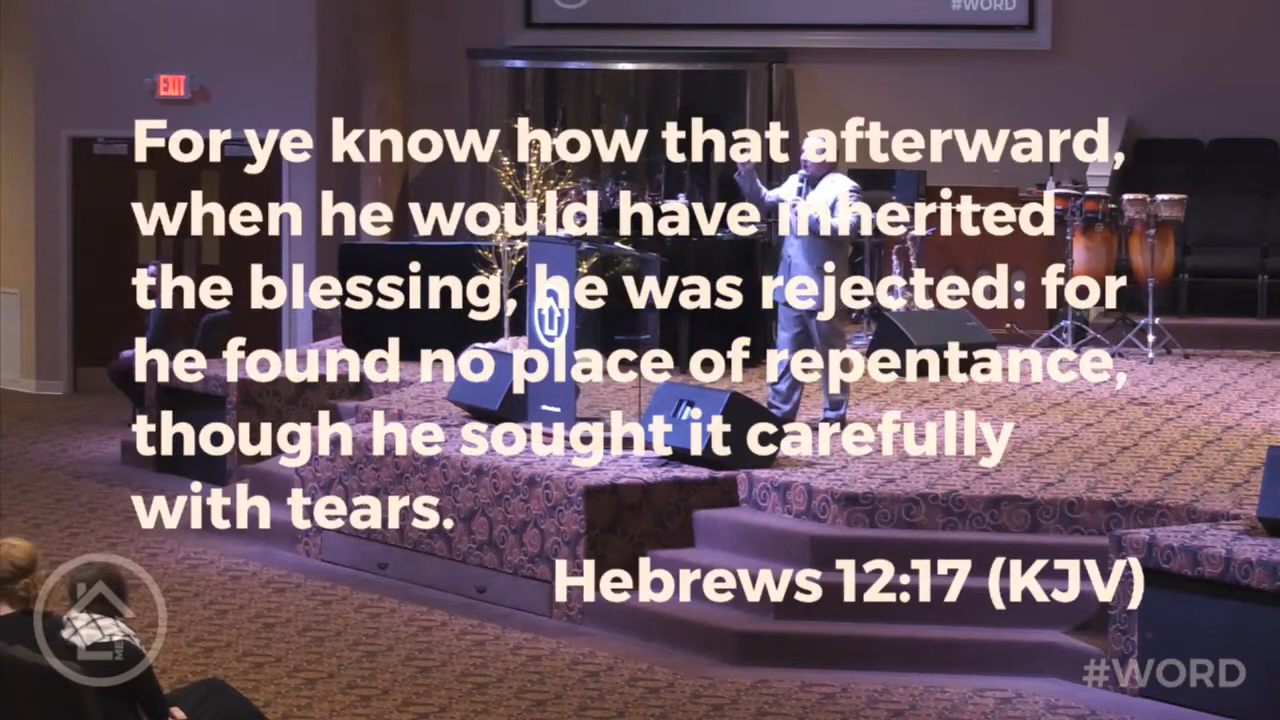 #WORD
EXIT
For ye know how that afterward,
when he would have inherited
the blessing, he was rejected: for
he found no place of repentance,
though he sought it carefully
with tears.
Hebrews 12:17 (KJV)
#WORD